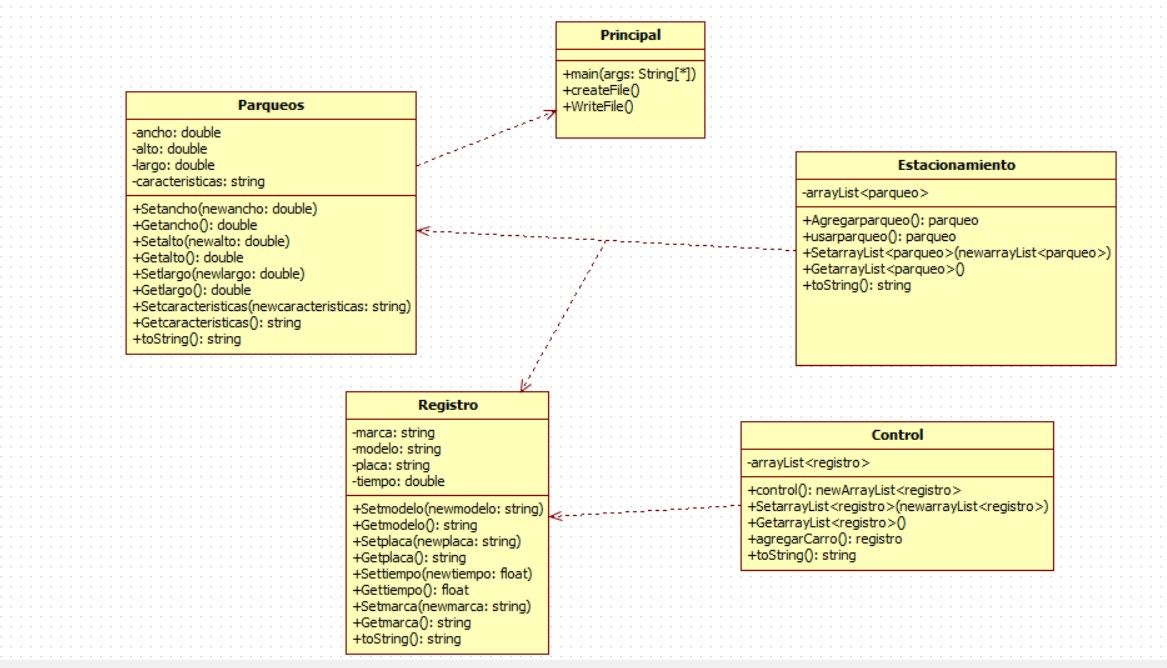 Principal
+main(args: String[*])
+createFile()
+WriteFile()
Parqueos
-ancho: double
-alto: double
-largo: double
-caracteristicas: string
+Setancho(newancho: double)
+Getancho(): double
+Setalto(newalto: double)
+Getalto(): double
+Setlargo(newlargo: double)
+Getlargo(): double
+Setcaracteristicas(newcaracteristicas: string)
+Getcaracteristicas(): string
+toString(): string
Estacionamiento
-arrayList<parqueo>
+Agregarparqueo(): parqueo
+usarparqueo(): parqueo
+SetarrayList<parqueo>(newarrayList<parqueo>)
+GetarrayList<parqueo>()
+toString(): string
Registro
-marca: string
-modelo: string
-placa: string
-tiempo: double
+Setmodelo(newmodelo: string)
+Getmodelo(): string
+Setplaca(newplaca: string)
+Getplaca(): string
+Settiempo(newtiempo: float)
+Gettiempo(): float
+Setmarca(newmarca: string)
+Getmarca(): string
+toString(): string
Control
-arrayList<registro>
+control(): newArrayList<registro>
+SetarrayList<registro>(newarrayList<registro>)
+GetarrayList<registro>()
+agregarCarro(): registro
+toString(): string